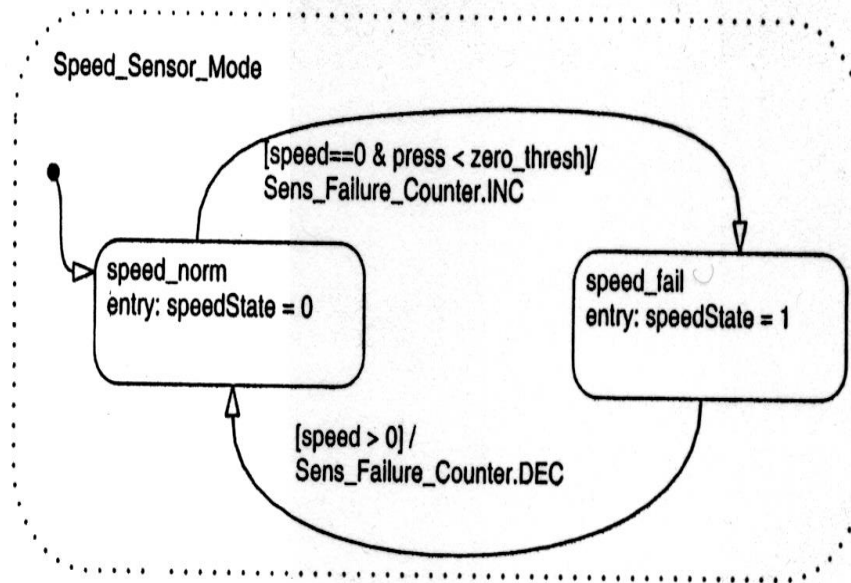 Speed_Sensor_Mode
[speed==0 & press < zero_thresh]/
Sens_Failure_Counter.INC
speed_norm
entry: speedState = 0
speed_fail
entry: speedState = 1
[speed > 0] /
Sens_Failure_Counter.DEC